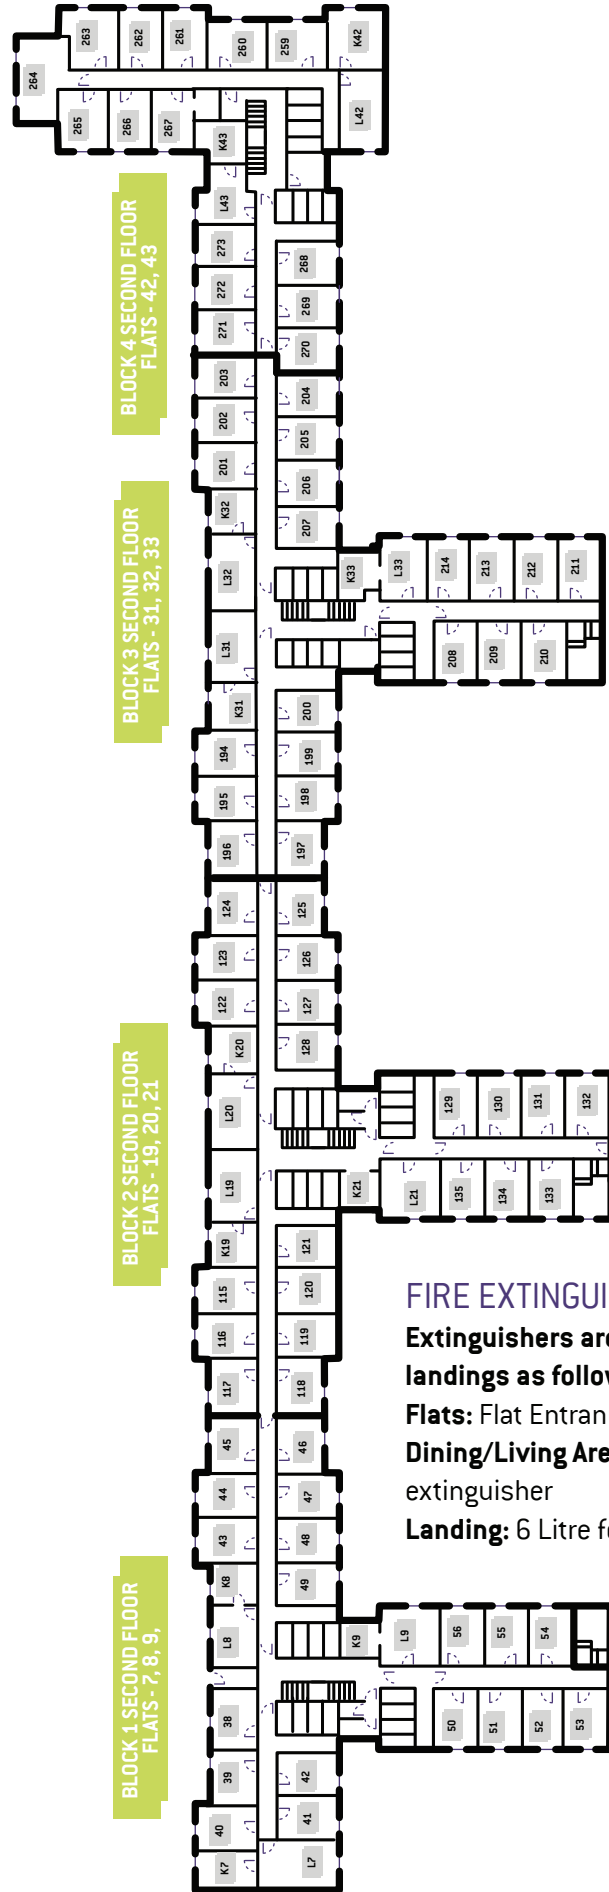 263
262
261
260
259
K42
264
265
266
267
K43
L42
BLOCK 4 SECOND FLOOR
FLATS - 42, 43
L43
273
272
271
268
269
270
203
202
201
204
205
206
207
BLOCK 3 SECOND FLOOR
FLATS - 31, 32, 33
K32
L32
L31
K31
K33
L33
214
213
212
211
208
209
210
194
195
196
200
199
198
197
124
123
122
125
126
127
128
BLOCK 2 SECOND FLOOR
FLATS - 19, 20, 21
K20
L20
L19
K19
129
130
131
132
K21
L21
135
134
133
115
116
117
121
120
119
118
FIRE EXTINGUI
Extinguishers are
landings as follow
Flats: Flat Entran
Dining/Living Are
extinguisher
Landing: 6 Litre fo
45
44
43
46
47
48
49
BLOCK 1 SECOND FLOOR
FLATS - 7, 8, 9,
K8
L8
38
39
40
K7
K9
L9
56
55
54
50
51
52
53
42
41
L7